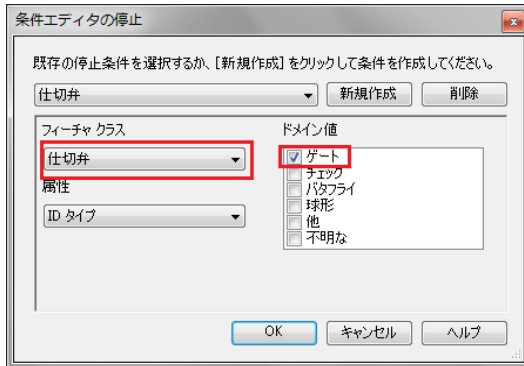 条件エディタの停止
既存の停止条件を選択するか、[新規作成] をクリックして条件を作成してください。
仕切弁 新規作成 削除
フィーチャ クラス
仕切弁
属性
ID タイプ
ドメイン値
ゲート
チェック
バタフライ
球形
他
不明な
OK キャンセル ヘルプ